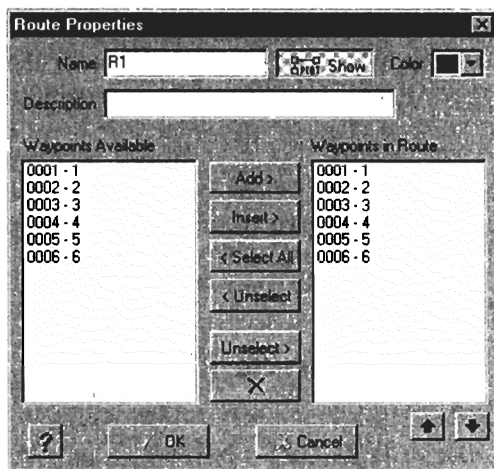 Route Properties
Name R1 Show Color
Description
Waypoints Available
0001 - 1
0002 - 2
0003 - 3
0004 - 4
0005 - 5
0006 - 6
Add >
Insert >
< Select All
< Unselect
Unselect >
Waypoints in Route
0001 - 1
0002 - 2
0003 - 3
0004 - 4
0005 - 5
0006 - 6
? OK Cancel